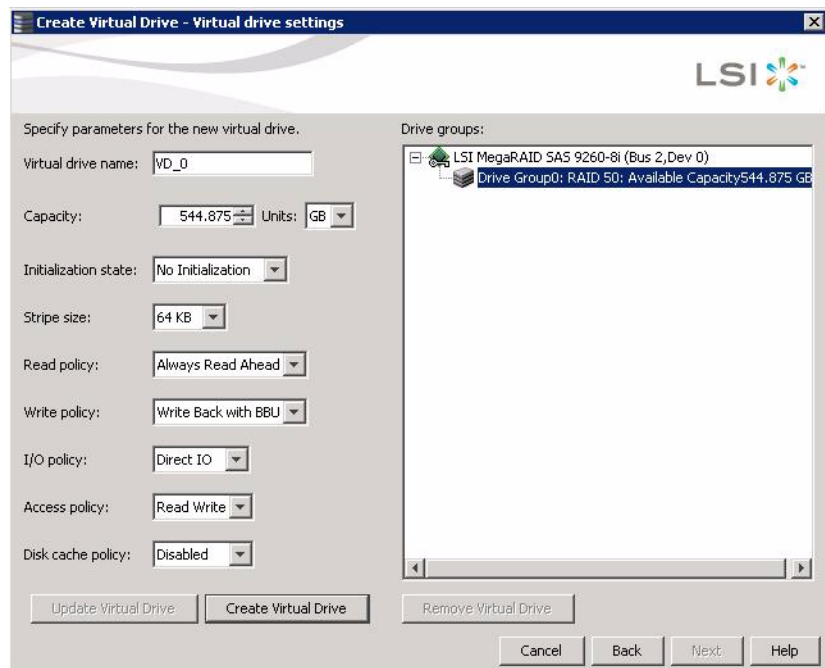 Create Virtual Drive - Virtual drive settings
LSI
Specify parameters for the new virtual drive.
Virtual drive name: VD_0
Capacity: 544.875 Units: GB
Initialization state: No Initialization
Stripe size: 64 KB
Read policy: Always Read Ahead
Write policy: Write Back with BBU
I/O policy: Direct IO
Access policy: Read Write
Disk cache policy: Disabled
Update Virtual Drive Create Virtual Drive
Drive groups:
LSI MegaRAID SAS 9260-8i (Bus 2,Dev 0)
Drive Group0: RAID 50: Available Capacity544.875 GB
Remove Virtual Drive
Cancel Back Next Help